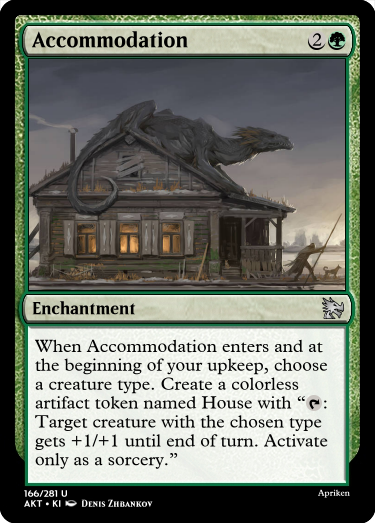 Accommodation 2
Enchantment
When Accommodation enters and at
the beginning of your upkeep, choose
a creature type. Create a colorless
artifact token named House with “:
Target creature with the chosen type
gets +1/+1 until end of turn. Activate
only as a sorcery.”
166/281 U Apriken
AKT • KI Denis Zhbankov